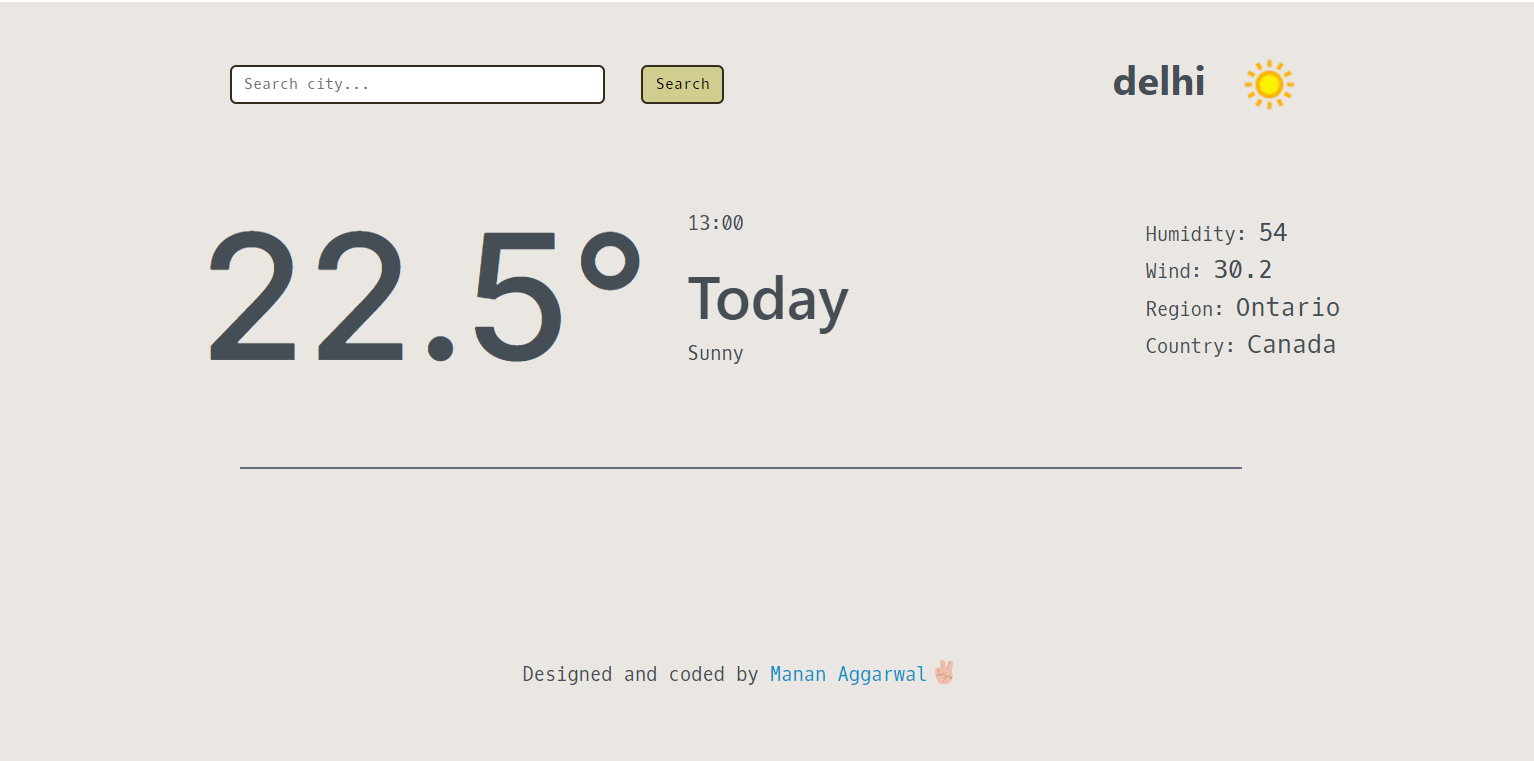 Search city...
Search
delhi
22.5°
13:00
Today
Sunny
Humidity: 54
Wind: 30.2
Region: Ontario
Country: Canada
Designed and coded by Manan Aggarwal✌🏼